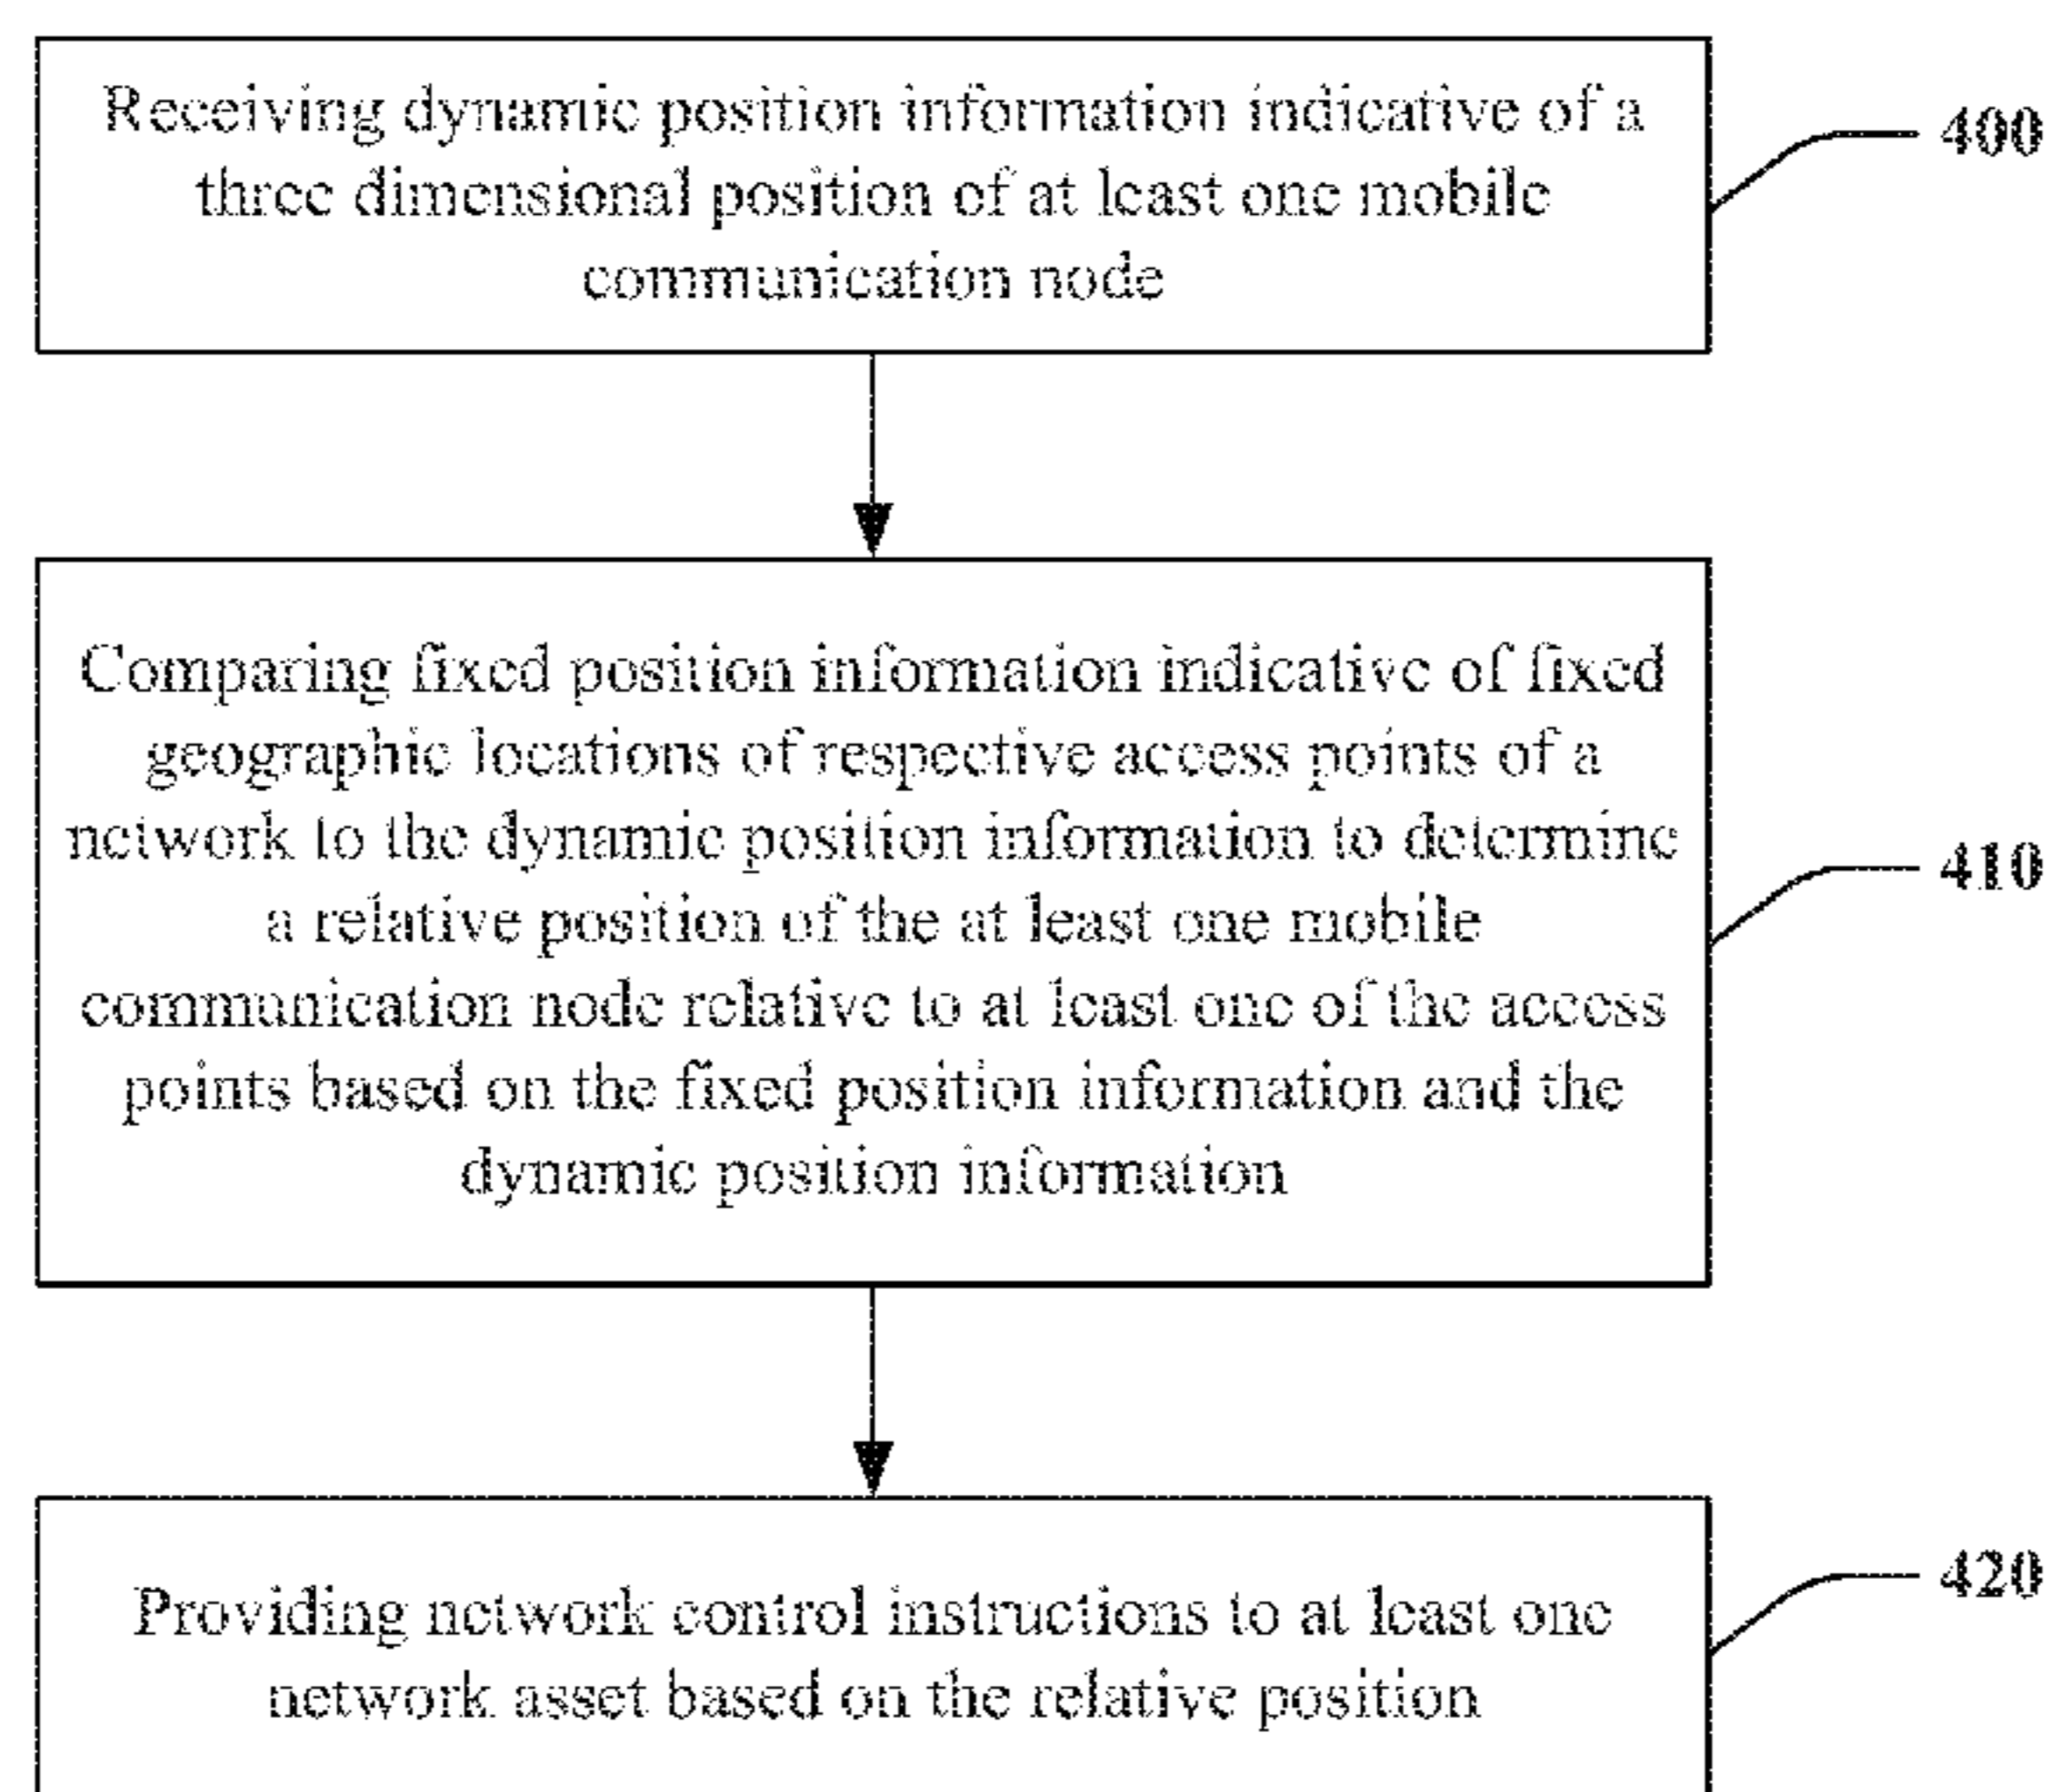 Receiving dynamic position information indicative of a
three dimensional position of at least one mobile
communication node
400
Comparing fixed position information indicative of fixed
geographic locations of respective access points of a
network to the dynamic position information to determine
a relative position of the at least one mobile
communication node relative to at least one of the access
points based on the fixed position information and the
dynamic position information
410
Providing network control instructions to at least one
network asset based on the relative position
420